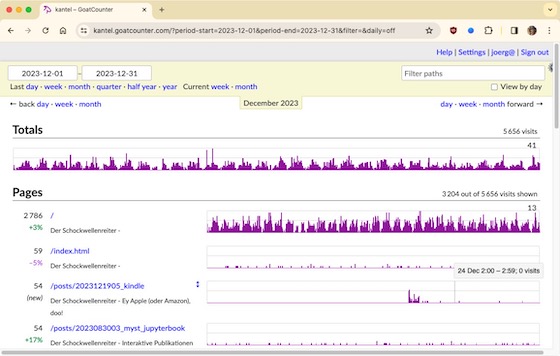 kantel – GoatCounter
kantel.goatcounter.com/?period-start=2023-12-01&period-end=2023-12-31&filter=&daily=off
Help | Settings | joerg@ | Sign out
2023-12-01 – 2023-12-31 Filter paths
Last day · week · month · quarter · half year · year Current week · month View by day
← back day · week · month December 2023 day · week · month forward →
Totals 5 656 visits
41
Pages 3 204 out of 5 656 visits shown
2 786 / 13
+3% Der Schockwellenreiter -
59 /index.html
−5% Der Schockwellenreiter -
24 Dec 2:00 – 2:59; 0 visits
54 /posts/2023121905_kindle
(new) Der Schockwellenreiter - Ey Apple (oder Amazon),
doo!
54 /posts/2023083003_myst_jupyterbook
+17% Der Schockwellenreiter - Interaktive Publikationen